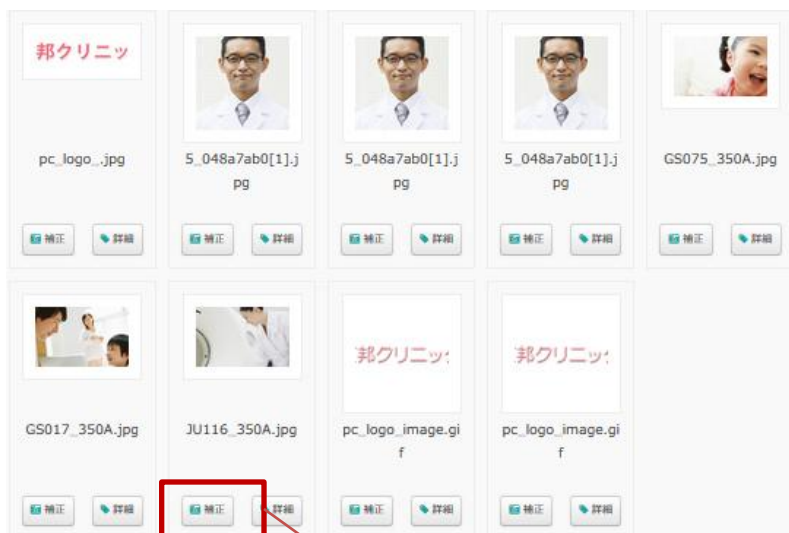 邦クリニッ
pc_logo_.jpg
5_048a7ab0[1].j
pg
5_048a7ab0[1].j
pg
5_048a7ab0[1].j
pg
GS075_350A.jpg
補正
詳細
補正
詳細
補正
詳細
補正
詳細
補正
詳細
GS017_350A.jpg
JU116_350A.jpg
邦クリニッ
pc_logo_image.gi
f
邦クリニッ
pc_logo_image.gi
f
補正
詳細
補正
詳細
補正
詳細
補正
詳細